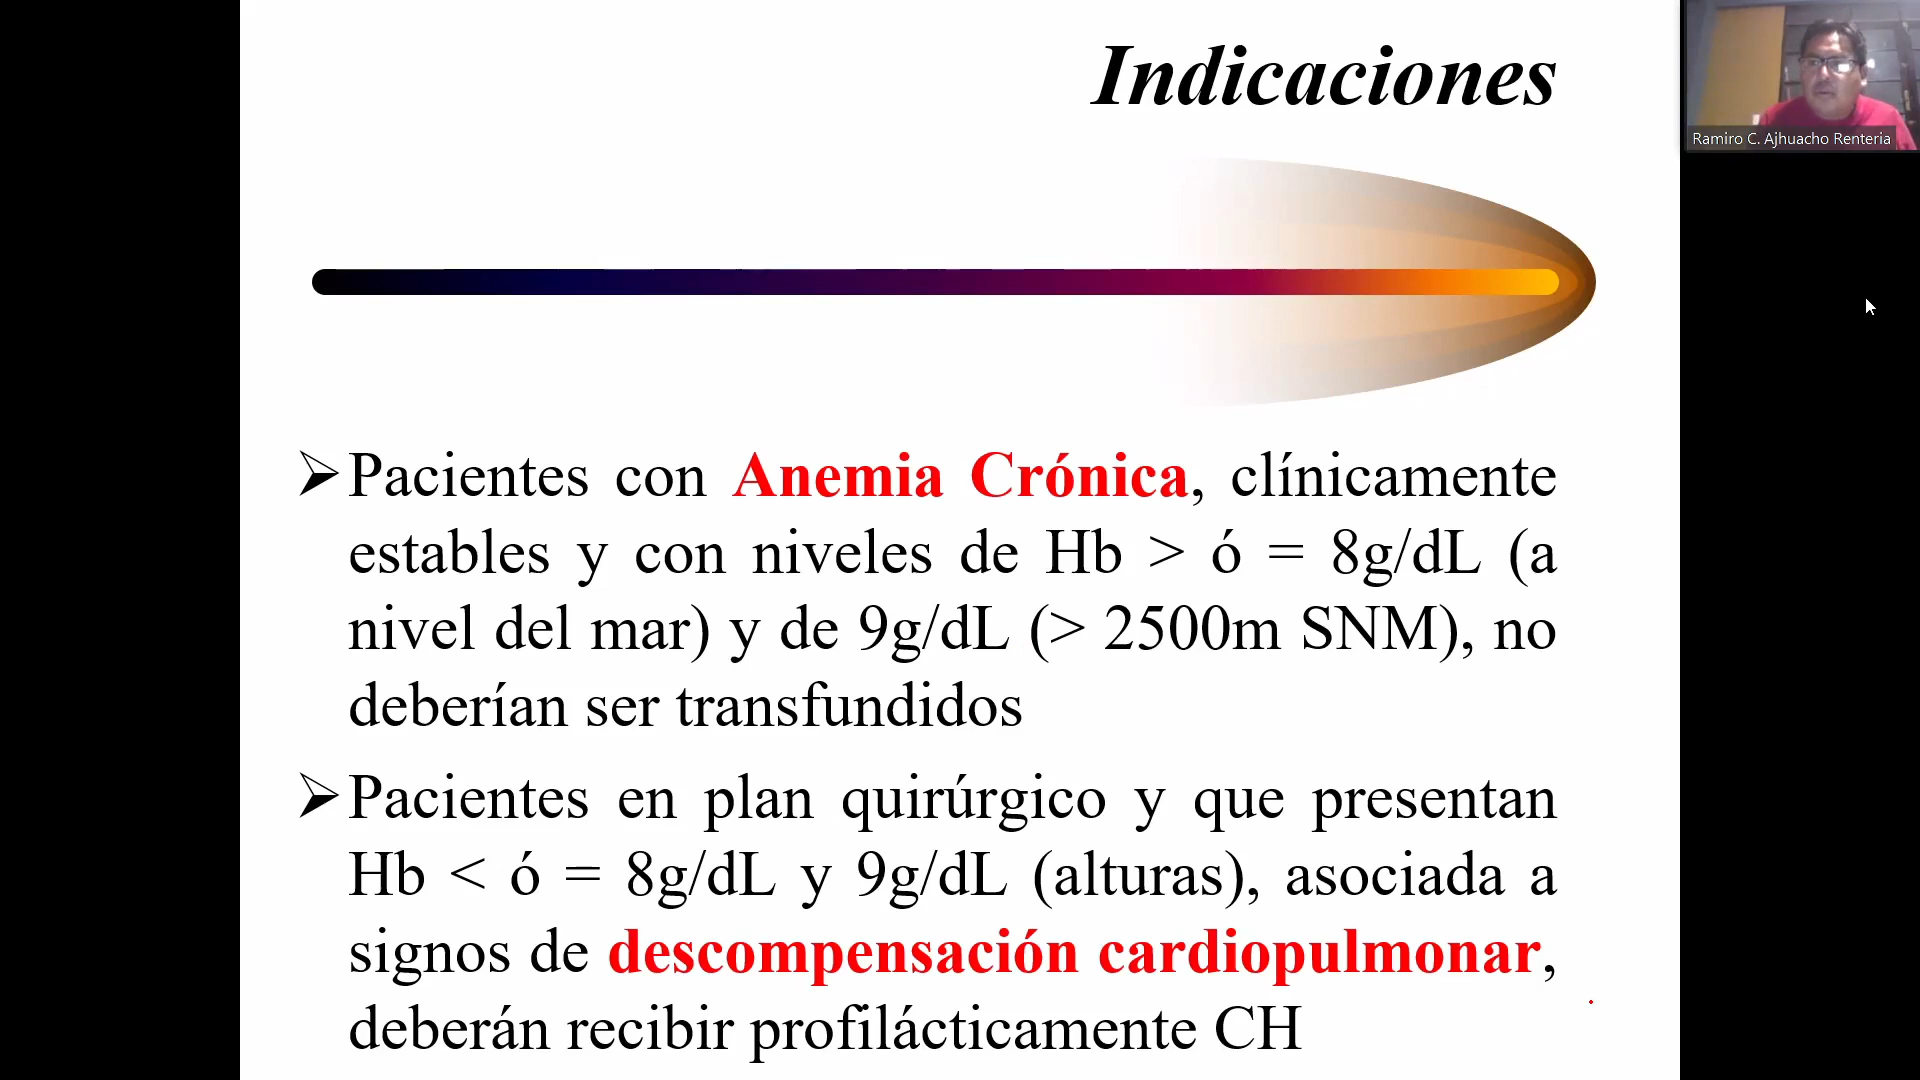 Indicaciones
Ramiro C. Ajhuacho Renteria
➢Pacientes con Anemia Crónica, clínicamente
estables y con niveles de Hb > ó = 8g/dL (a
nivel del mar) y de 9g/dL (> 2500m SNM), no
deberían ser transfundidos
➢Pacientes en plan quirúrgico y que presentan
Hb < ó = 8g/dL y 9g/dL (alturas), asociada a
signos de descompensación cardiopulmonar,
deberán recibir profilácticamente CH